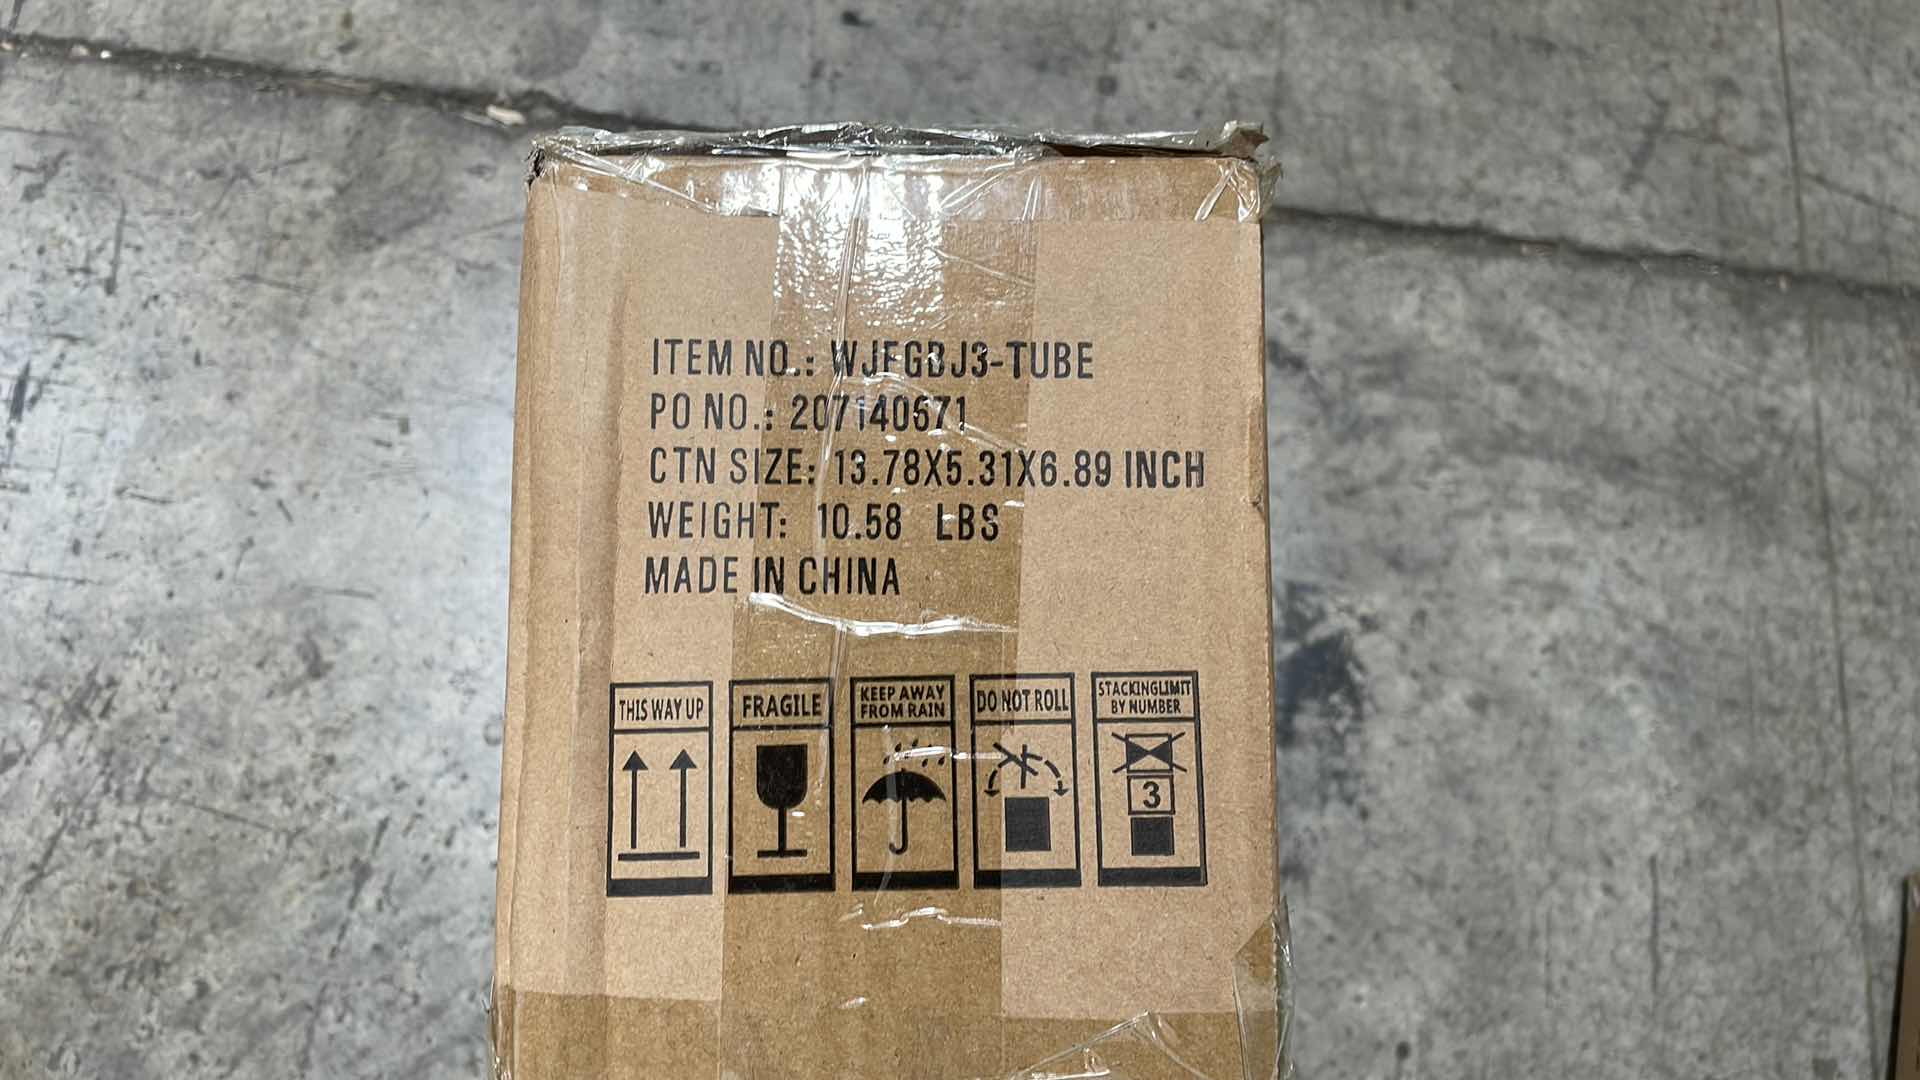 ITEM NO.: WJFGBJ3-TUBE
PO NO.: 207140671
CTN SIZE: 13.78X5.31X6.89 INCH
WEIGHT: 10.58 LBS
MADE IN CHINA
THIS WAY UP
FRAGILE
KEEP AWAY
FROM RAIN
DO NOT ROLL
STACKINGLIMIT
BY NUMBER
3